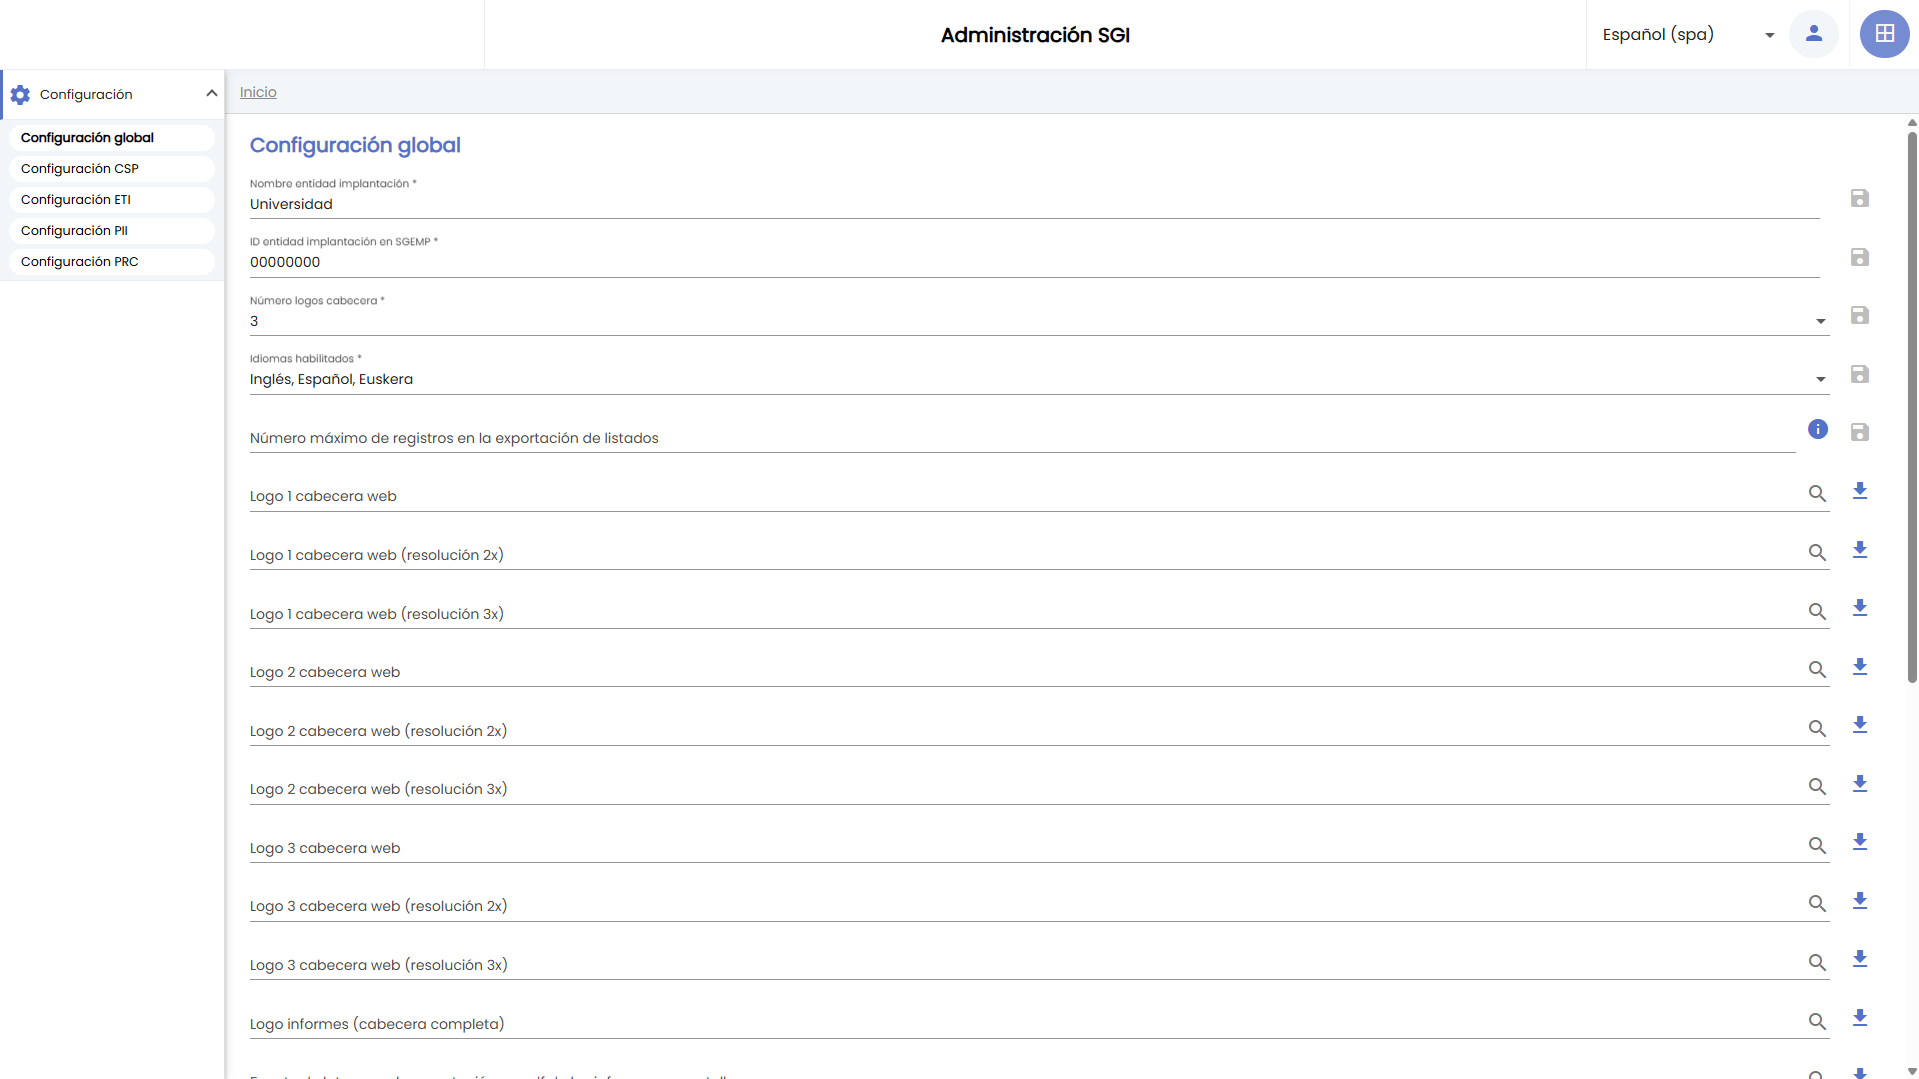 Administración SGI
Español (spa)
Configuración
Configuración global
Configuración CSP
Configuración ETI
Configuración PII
Configuración PRC
Inicio
Configuración global
Nombre entidad implantación *
Universidad
ID entidad implantación en SGEMP *
00000000
Número logos cabecera *
3
Idiomas habilitados *
Inglés, Español, Euskera
Número máximo de registros en la exportación de listados
Logo 1 cabecera web
Logo 1 cabecera web (resolución 2x)
Logo 1 cabecera web (resolución 3x)
Logo 2 cabecera web
Logo 2 cabecera web (resolución 2x)
Logo 2 cabecera web (resolución 3x)
Logo 3 cabecera web
Logo 3 cabecera web (resolución 2x)
Logo 3 cabecera web (resolución 3x)
Logo informes (cabecera completa)